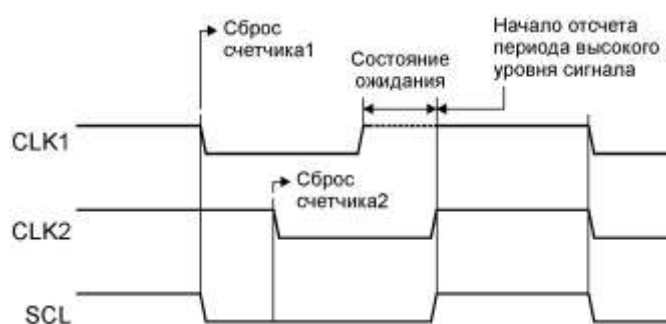 Сброс
счетчика1
Состояние
ожидания
Начало отсчета
периода высокого
уровня сигнала
CLK1
Сброс
счетчика2
CLK2
SCL